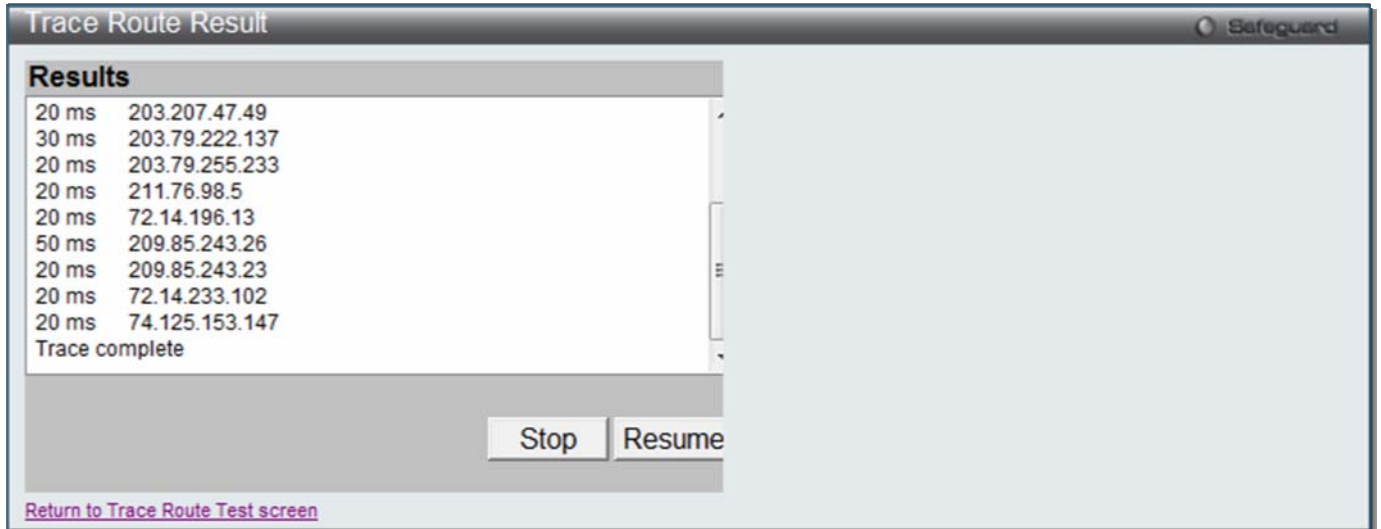 Trace Route Result
Safeguard
Results
20 ms 203.207.47.49
30 ms 203.79.222.137
20 ms 203.79.255.233
20 ms 211.76.98.5
20 ms 72.14.196.13
50 ms 209.85.243.26
20 ms 209.85.243.23
20 ms 72.14.233.102
20 ms 74.125.153.147
Trace complete
Stop Resume
Return to Trace Route Test screen